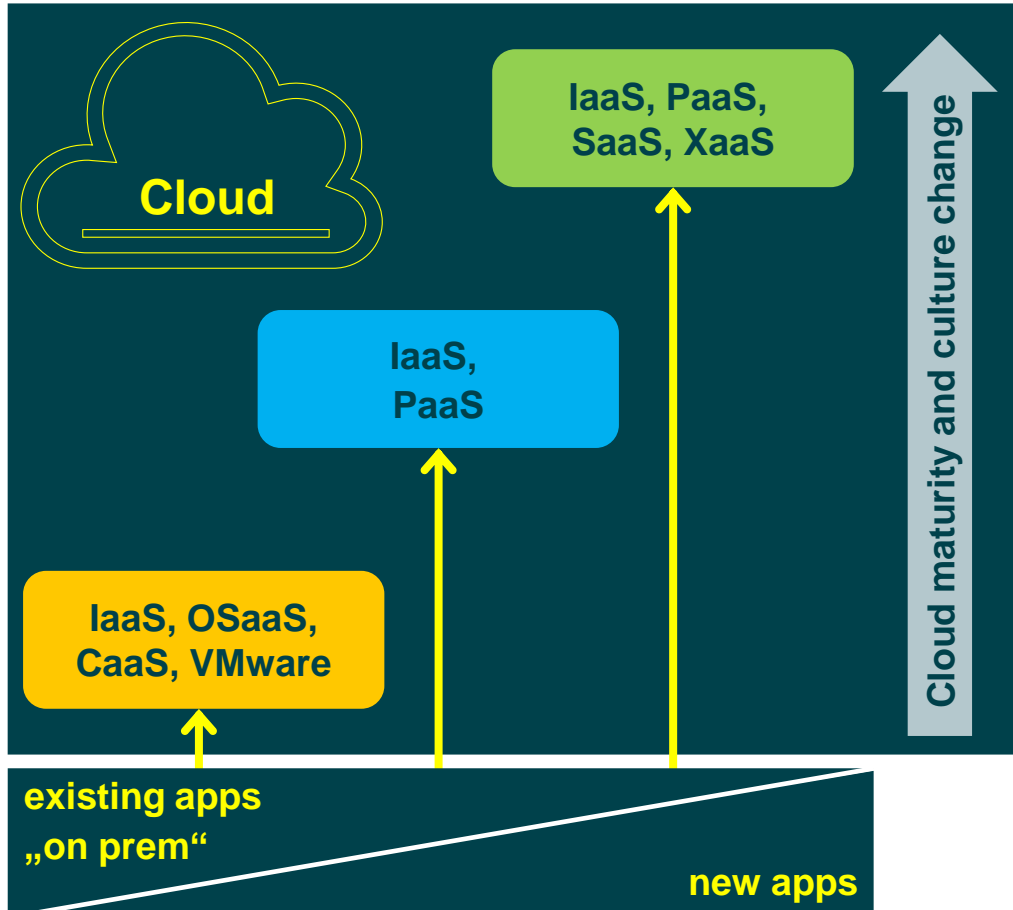 Cloud
IaaS, PaaS,
SaaS, XaaS
IaaS,
PaaS
IaaS, OSaaS,
CaaS, VMware
Cloud maturity and culture change
existing apps
„on prem“
new apps